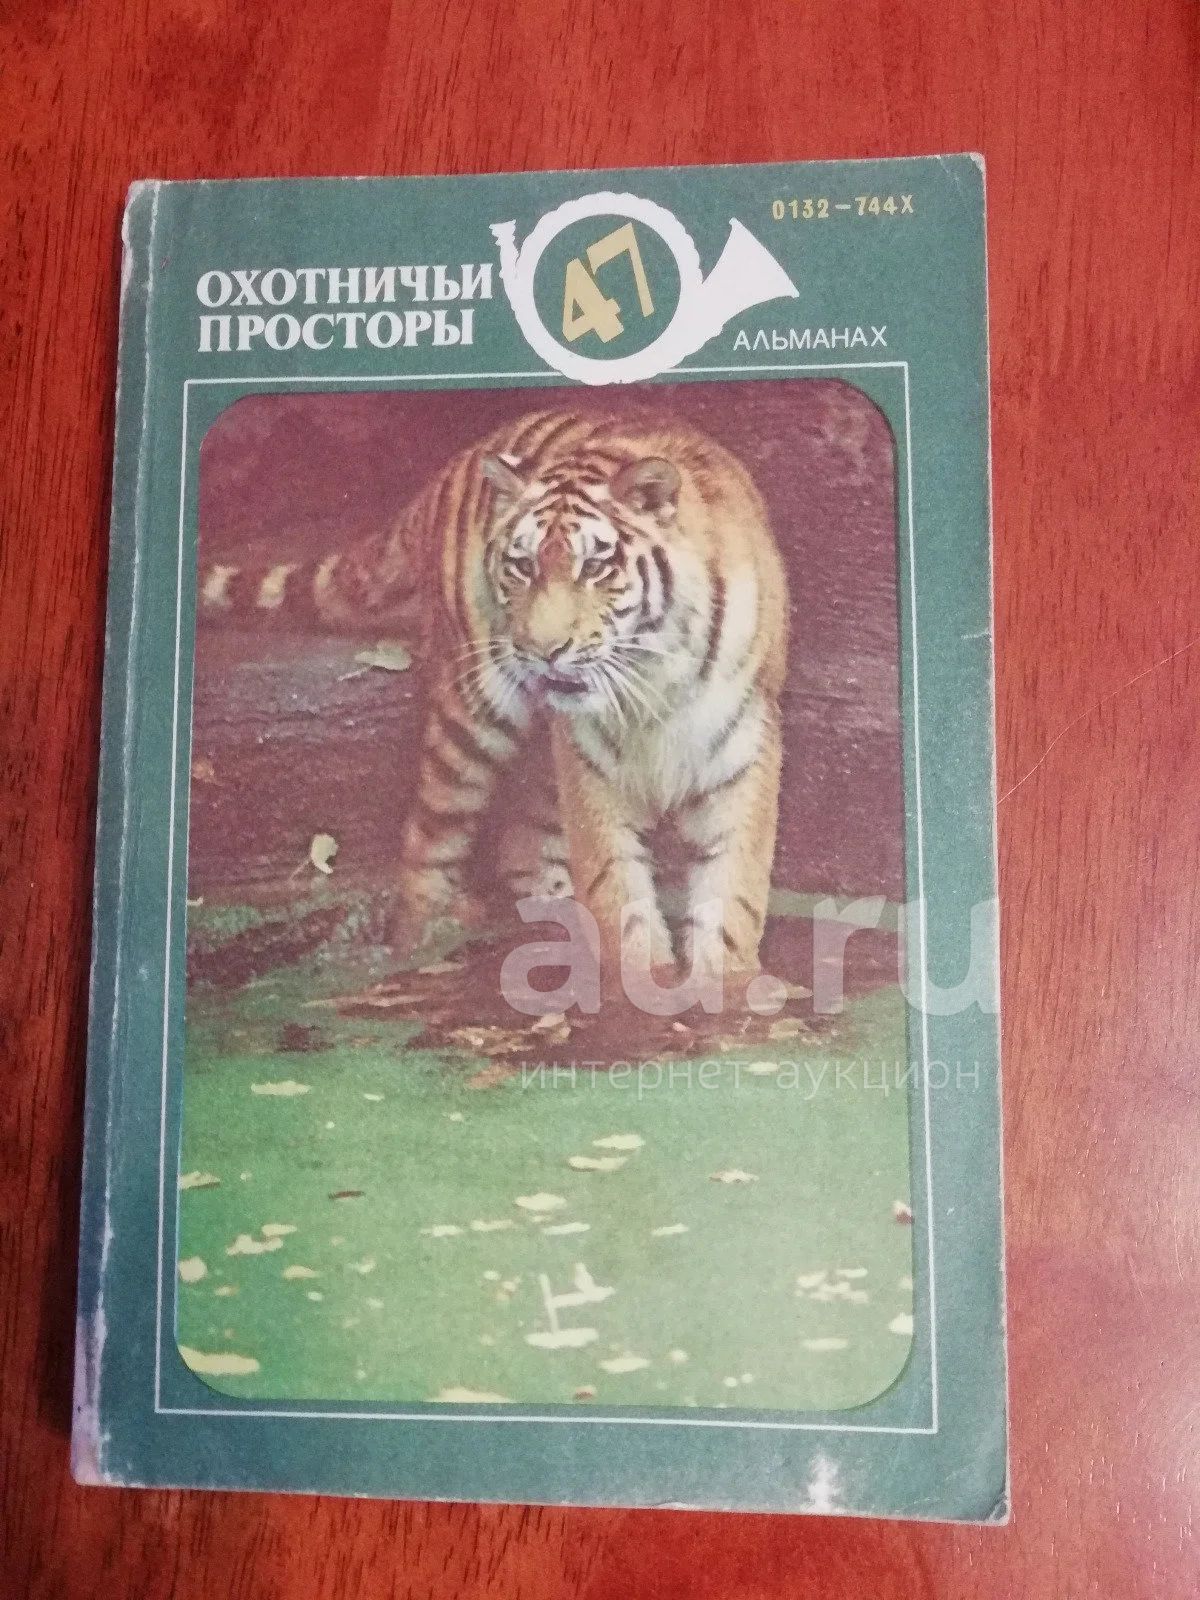 0132-744X
ОХОТНИЧЬИ
ПРОСТОРЫ
47
АЛЬМАНАХ
au.ru
интернет-аукцион